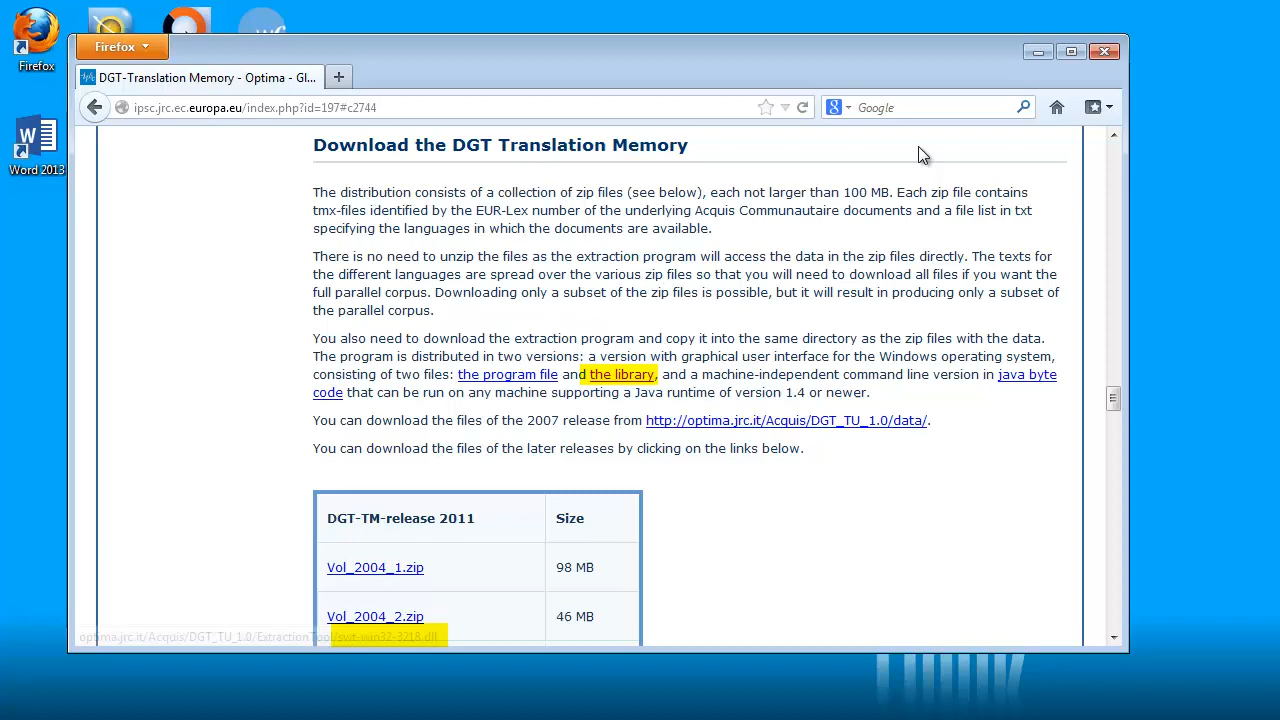 Firefox
DGT-Translation Memory - Optima - Gl...
Firefox
ipsc.jrc.ec.europa.eu/index.php?id=197#c2744
Google
Word 2013
Download the DGT Translation Memory
The distribution consists of a collection of zip files (see below), each not larger than 100 MB. Each zip file contains
tmx-files identified by the EUR-Lex number of the underlying Acquis Communautaire documents and a file list in txt
specifying the languages in which the documents are available.
There is no need to unzip the files as the extraction program will access the data in the zip files directly. The texts for
the different languages are spread over the various zip files so that you will need to download all files if you want the
full parallel corpus. Downloading only a subset of the zip files is possible, but it will result in producing only a subset of
the parallel corpus.
You also need to download the extraction program and copy it into the same directory as the zip files with the data.
The program is distributed in two versions: a version with graphical user interface for the Windows operating system,
consisting of two files: the program file and the library, and a machine-independent command line version in java byte
code that can be run on any machine supporting a Java runtime of version 1.4 or newer.
You can download the files of the 2007 release from http://optima.jrc.it/Acquis/DGT_TU_1.0/data/.
You can download the files of the later releases by clicking on the links below.
DGT-TM-release 2011 Size
Vol_2004_1.zip 98 MB
Vol_2004_2.zip 46 MB
optima.jrc.it/Acquis/DGT_TU_1.0/ExtractionTool/swt-win32-3218.dll